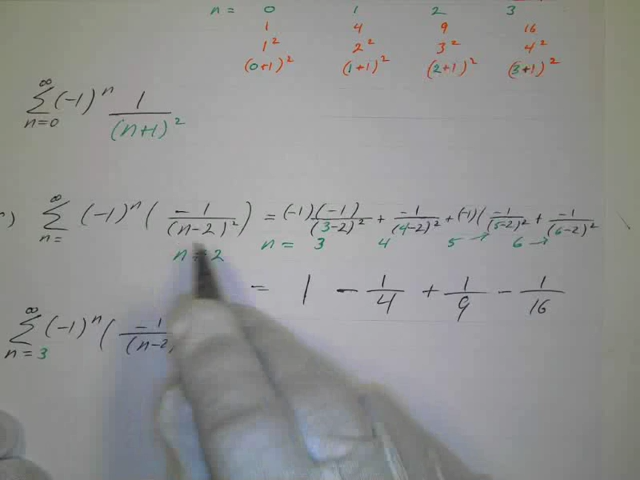 n = 0 1 2 3
1 4 9 16
1² 2² 3² 4²
(0+1)² (1+1)² (2+1)² (3+1)²
∞
Σ (-1)ⁿ 1/(n+1)²
n=0
∞
) Σ (-1)ⁿ ( -1/(n-2)² ) = (-1)(-1)/(3-2)² + -1/(4-2)² + (-1)( -1/(5-2)² + -1/(6-2)²
n=
n = 2 n = 3 4 5 → 6 →
= 1 - 1/4 + 1/9 - 1/16
∞
Σ (-1)ⁿ ( -1/(n-2)
n=3